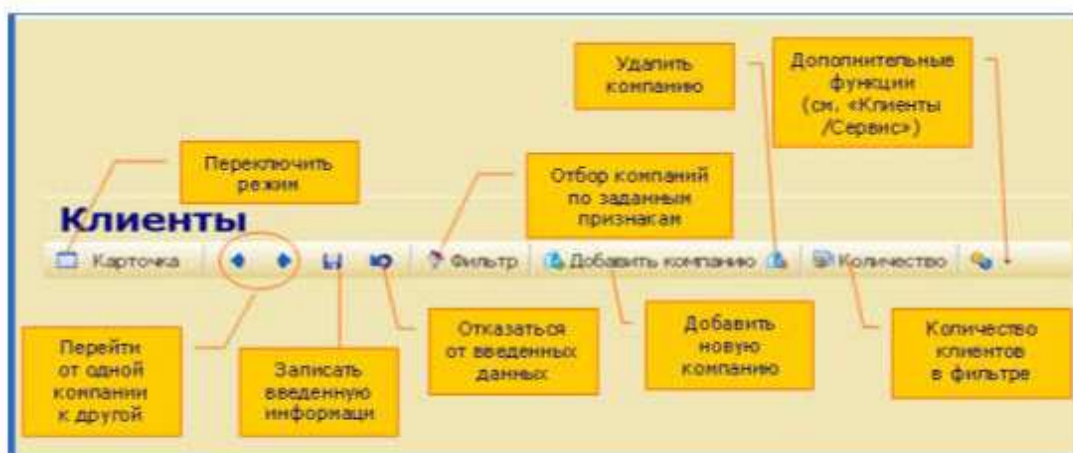 Удалить
компанию
Дополнительные
функции
(см. «Клиенты
/Сервис»)
Переключить
режим
Отбор компаний
по заданным
признакам
Клиенты
Карточка
Фильтр
Добавить компанию
Количество
Перейти
от одной
компании
к другой
Записать
введенную
информаци
Отказаться
от введенных
данных
Добавить
новую
компанию
Количество
клиентов
в фильтре